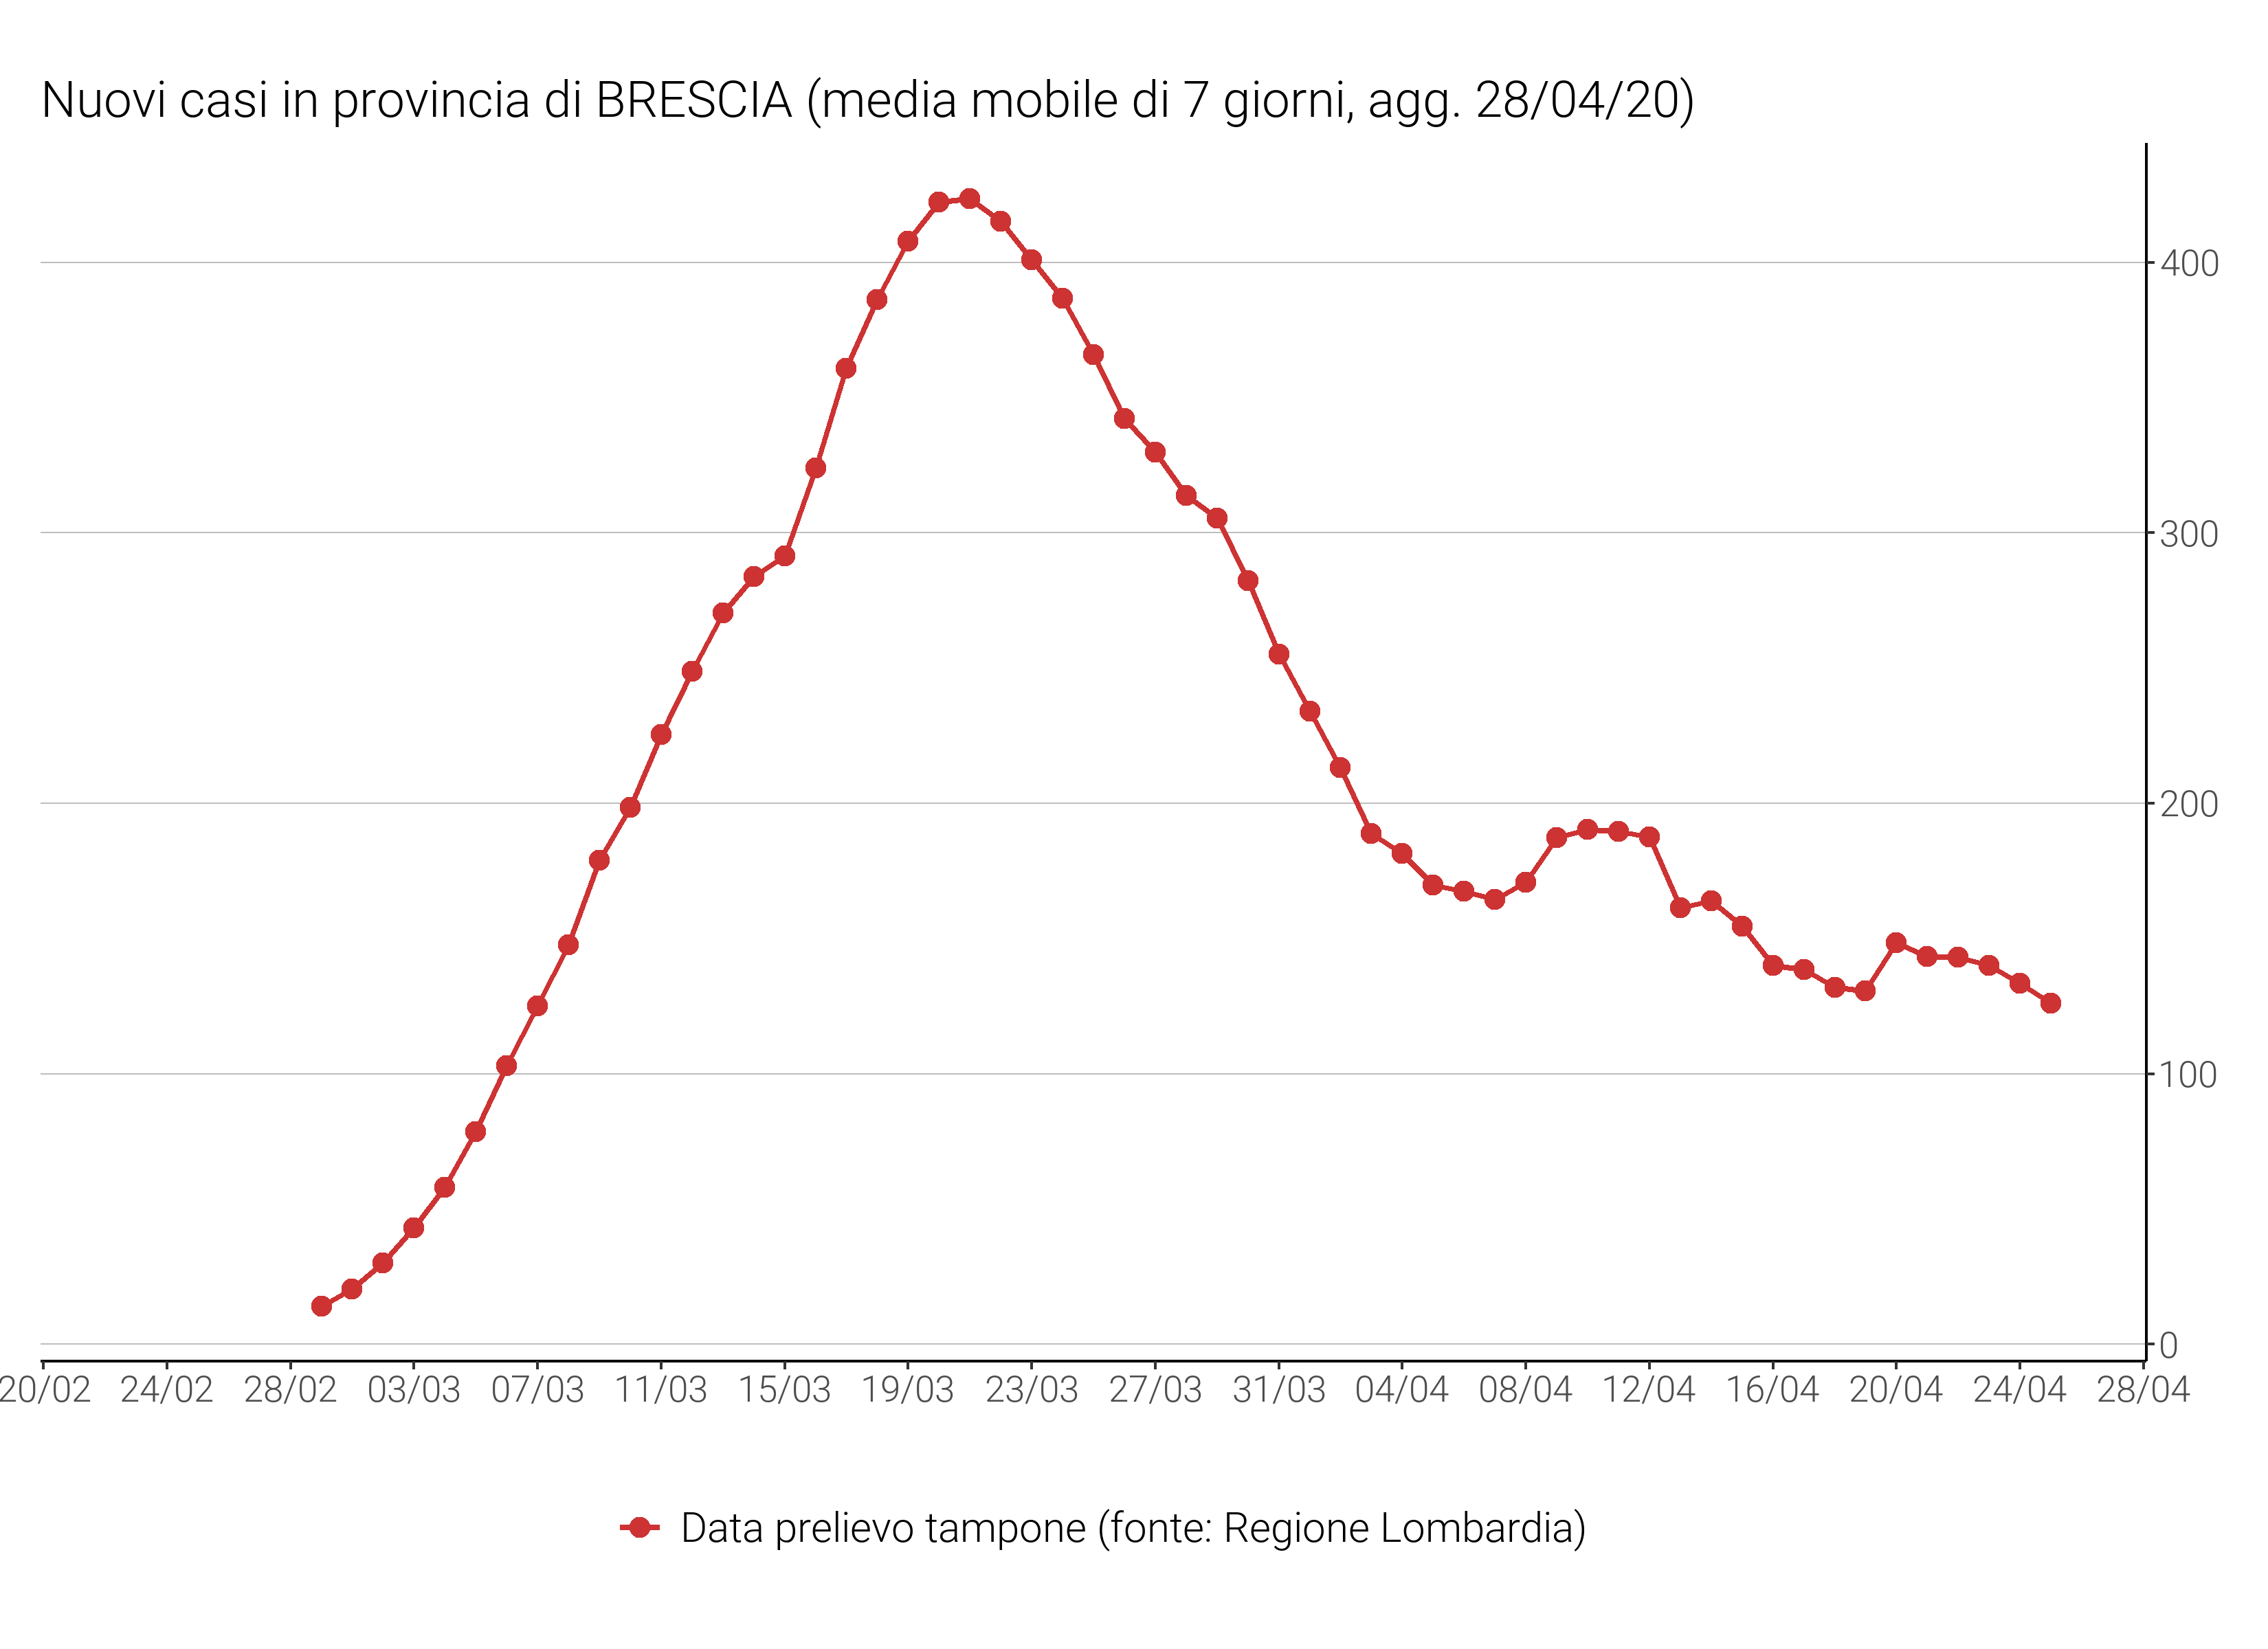 Nuovi casi in provincia di BRESCIA (media mobile di 7 giorni, agg. 28/04/20)
400
300
200
100
0
20/02 24/02 28/02 03/03 07/03 11/03 15/03 19/03 23/03 27/03 31/03 04/04 08/04 12/04 16/04 20/04 24/04 28/04
Data prelievo tampone (fonte: Regione Lombardia)